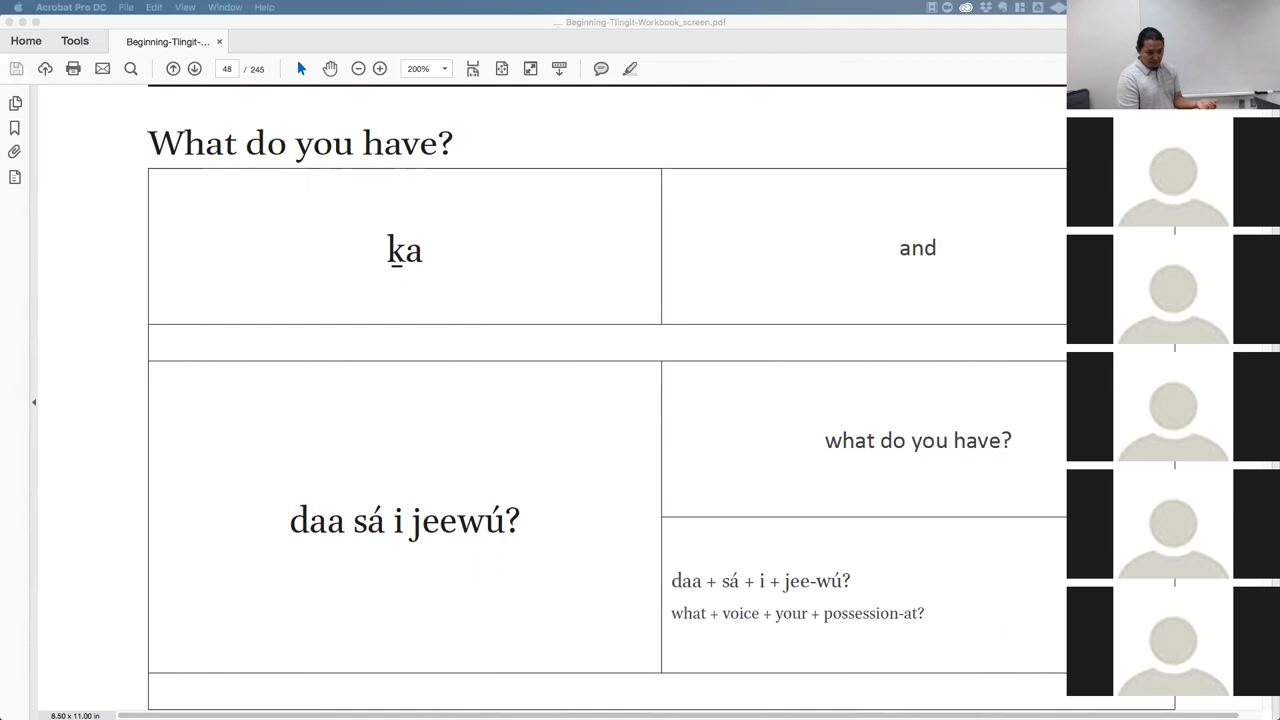 Acrobat Pro DC File Edit View Window Help
Beginning-Tlingit-Workbook_screen.pdf
Home Tools Beginning-Tlingit-... ×
48 / 245 200%
What do you have?
ḵa
and
daa sá i jeewú?
what do you have?
daa + sá + i + jee-wú?
what + voice + your + possession-at?
8.50 x 11.00 in